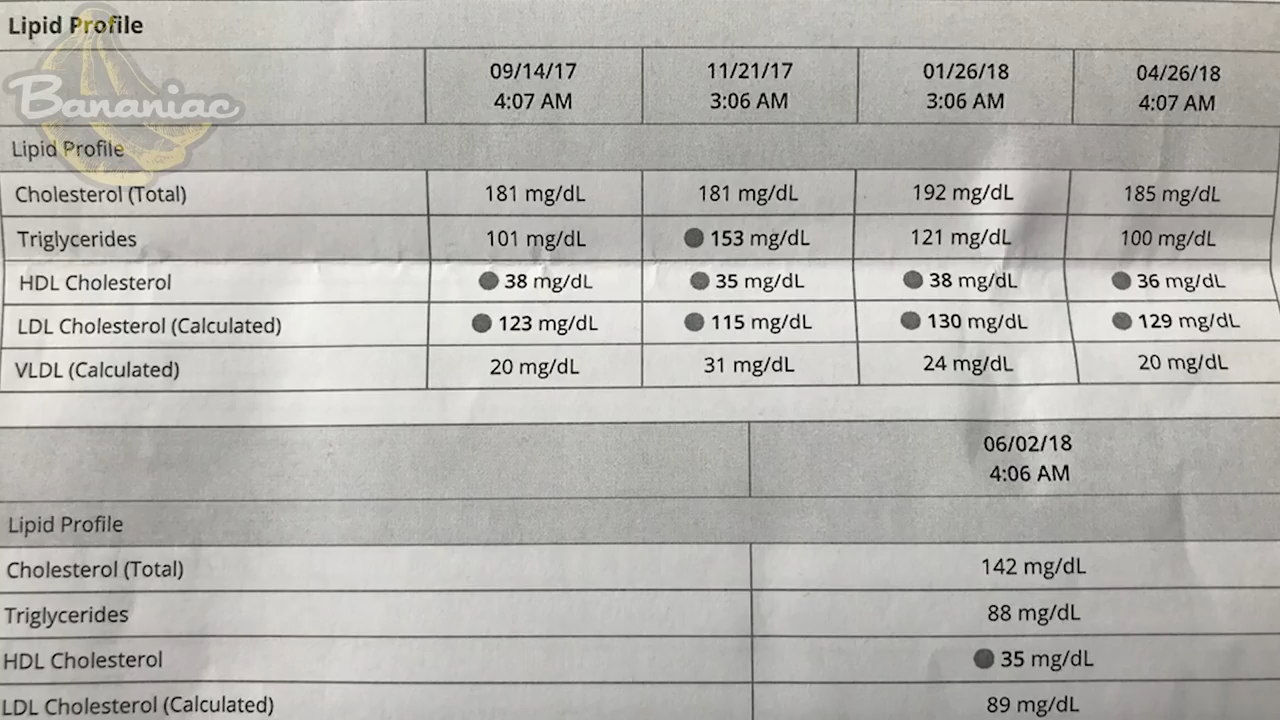 Lipid Profile
Bananiac
09/14/17 11/21/17 01/26/18 04/26/18
4:07 AM 3:06 AM 3:06 AM 4:07 AM
Lipid Profile
Cholesterol (Total) 181 mg/dL 181 mg/dL 192 mg/dL 185 mg/dL
Triglycerides 101 mg/dL 153 mg/dL 121 mg/dL 100 mg/dL
HDL Cholesterol 38 mg/dL 35 mg/dL 38 mg/dL 36 mg/dL
LDL Cholesterol (Calculated) 123 mg/dL 115 mg/dL 130 mg/dL 129 mg/dL
VLDL (Calculated) 20 mg/dL 31 mg/dL 24 mg/dL 20 mg/dL
06/02/18
4:06 AM
Lipid Profile
Cholesterol (Total) 142 mg/dL
Triglycerides 88 mg/dL
HDL Cholesterol 35 mg/dL
LDL Cholesterol (Calculated) 89 mg/dL